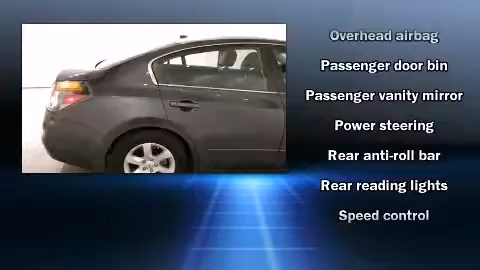 Overhead airbag
Passenger door bin
Passenger vanity mirror
Power steering
Rear anti-roll bar
Rear reading lights
Speed control